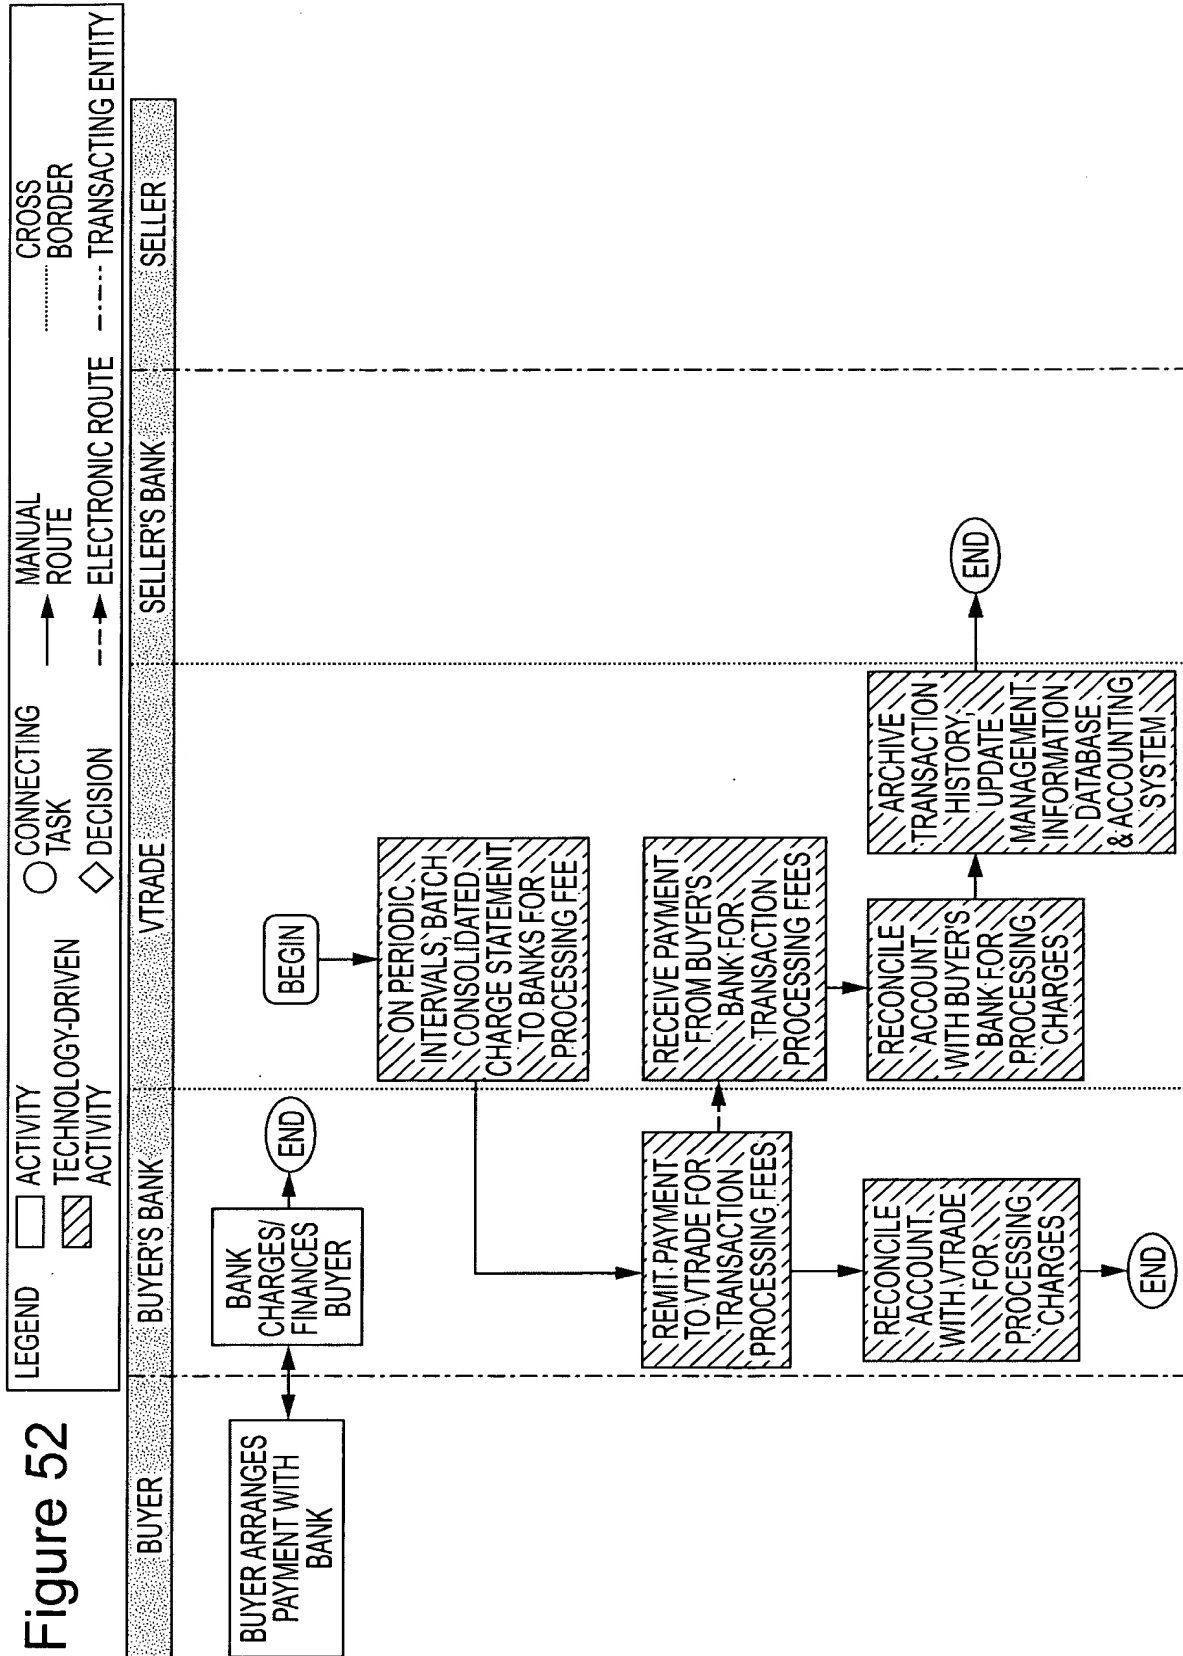 Figure 52
LEGEND
ACTIVITY
TECHNOLOGY-DRIVEN
ACTIVITY
CONNECTING
TASK
DECISION
MANUAL
ROUTE
ELECTRONIC ROUTE
CROSS
BORDER
TRANSACTING ENTITY
BUYER
BUYER'S BANK
VTRADE
SELLER'S BANK
SELLER
BUYER ARRANGES
PAYMENT WITH
BANK
BANK
CHARGES/
FINANCES
BUYER
END
BEGIN
ON PERIODIC
INTERVALS, BATCH
CONSOLIDATED
CHARGE STATEMENT
TO BANKS FOR
PROCESSING FEE
REMIT PAYMENT
TO VTRADE FOR
TRANSACTION
PROCESSING FEES
RECEIVE PAYMENT
FROM BUYER'S
BANK FOR
TRANSACTION
PROCESSING FEES
RECONCILE
ACCOUNT
WITH VTRADE
FOR
PROCESSING
CHARGES
END
RECONCILE
ACCOUNT
WITH BUYER'S
BANK FOR
PROCESSING
CHARGES
ARCHIVE
TRANSACTION
HISTORY,
UPDATE
MANAGEMENT
INFORMATION
DATABASE
& ACCOUNTING
SYSTEM
END